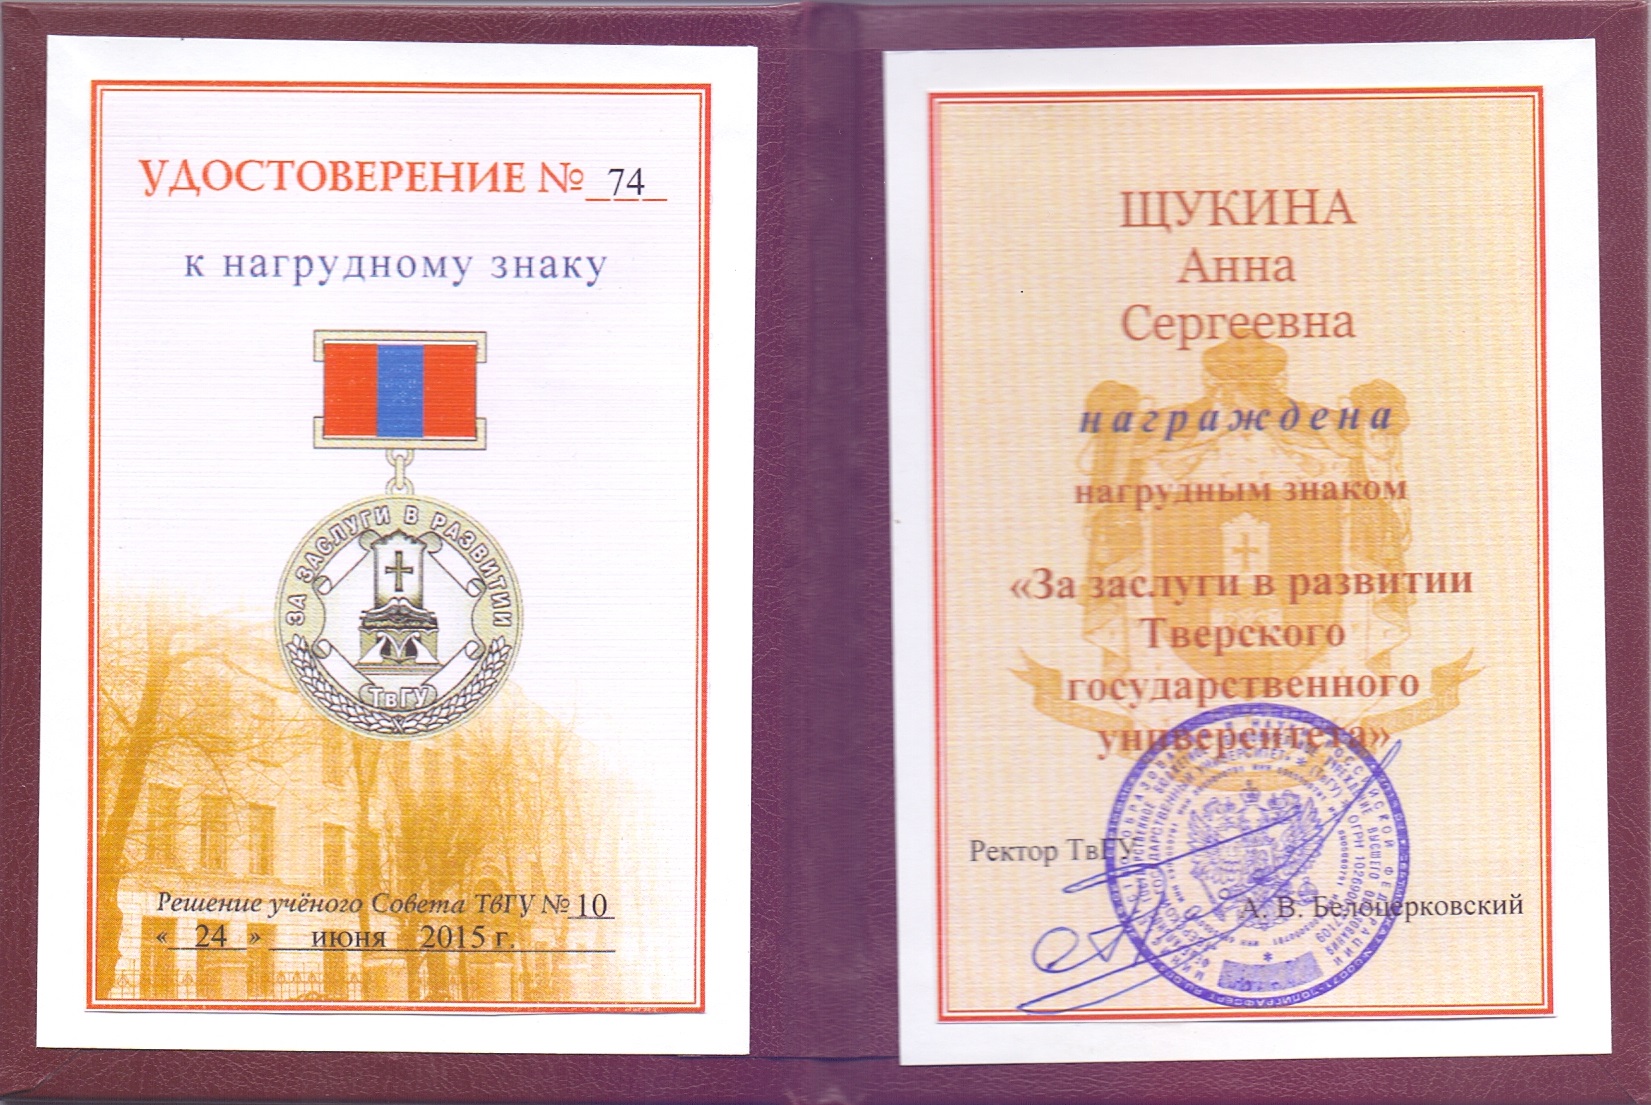 УДОСТОВЕРЕНИЕ № 74
к нагрудному знаку
ЗА ЗАСЛУГИ В РАЗВИТИИ
ТвГУ
Решение учёного Совета ТвГУ № 10
« 24 » июня 2015 г.
ЩУКИНА
Анна
Сергеевна
награждена
нагрудным знаком
«За заслуги в развитии
Тверского
государственного
университета»
Ректор ТвГУ
А. В. Белоцерковский